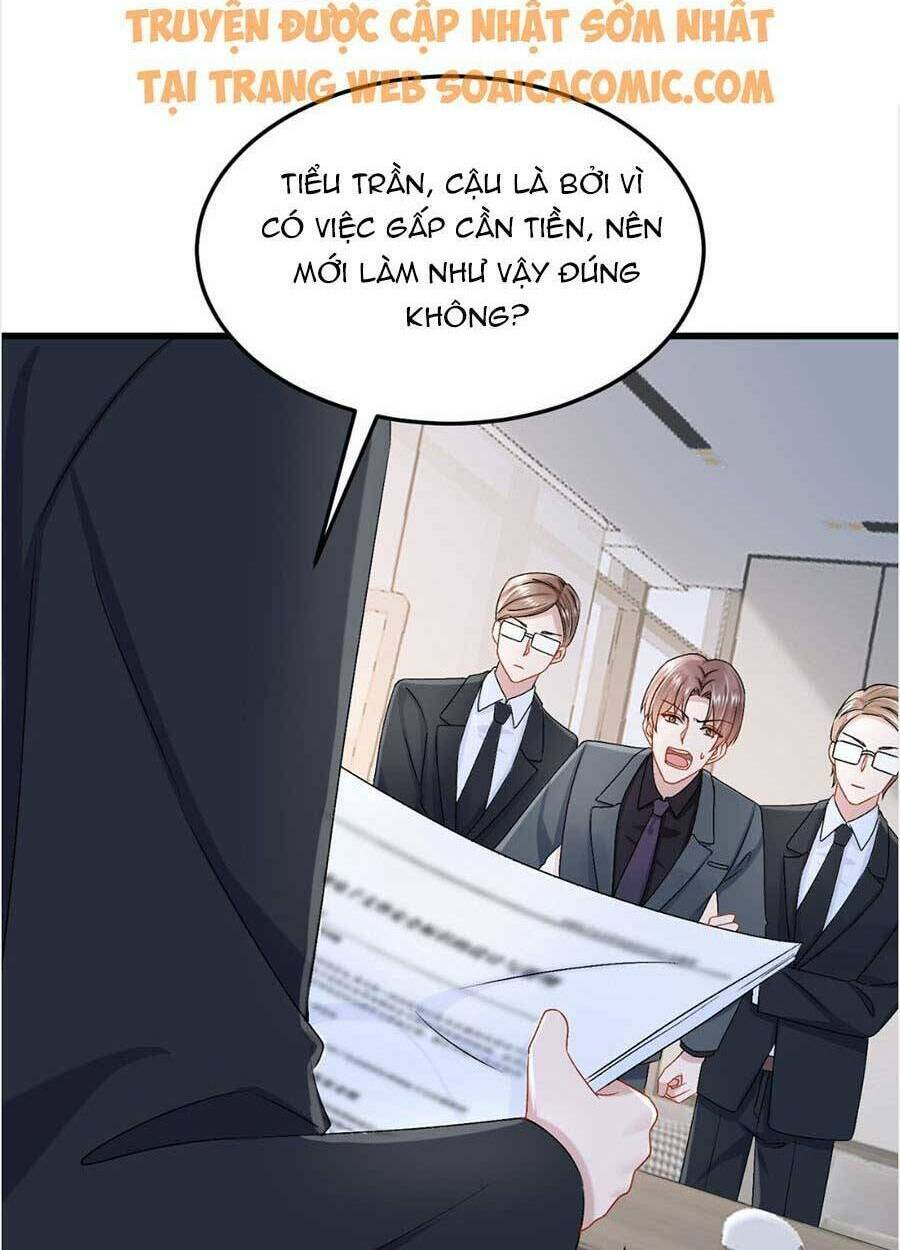 TRUYỆN ĐƯỢC CẬP NHẬT SỚM NHẤT
TẠI TRANG WEB SOAICACOMIC.COM
TIỂU TRẦN, CẬU LÀ BỞI VÌ
CÓ VIỆC GẤP CẦN TIỀN, NÊN
MỚI LÀM NHƯ VẬY ĐÚNG
KHÔNG?